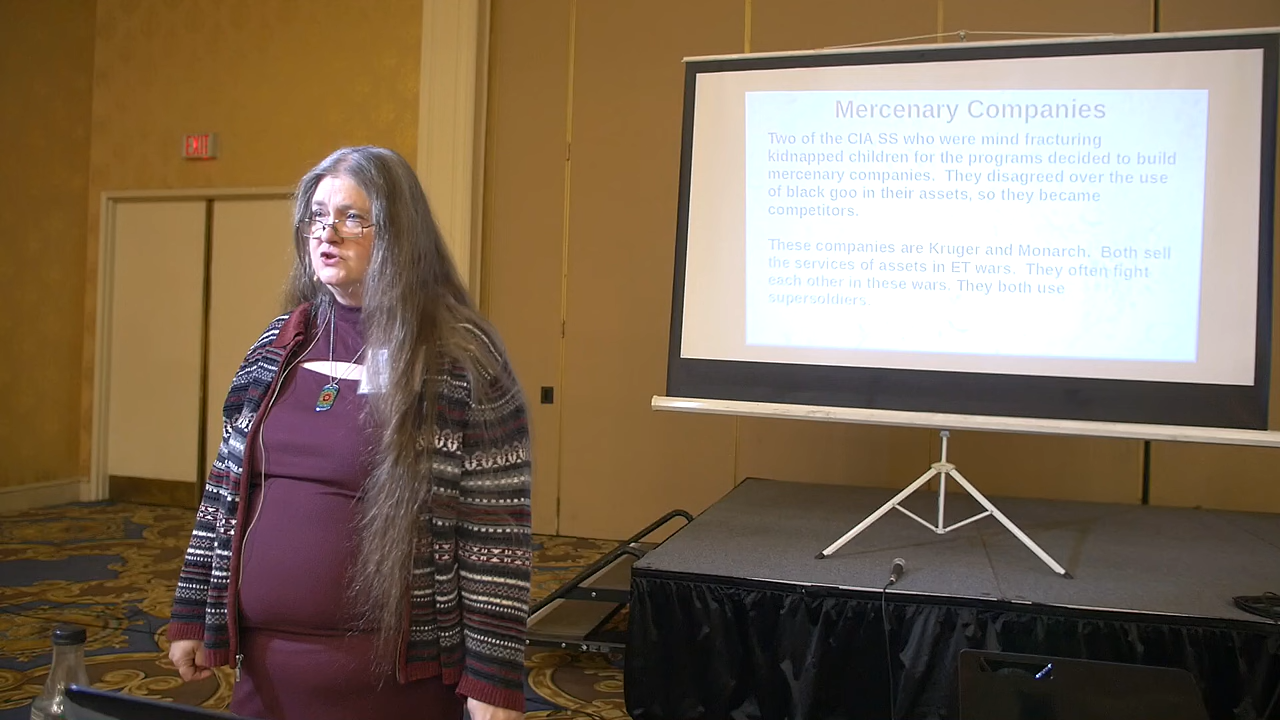 EXIT
Mercenary Companies
Two of the CIA SS who were mind fracturing
kidnapped children for the programs decided to build
mercenary companies. They disagreed over the use
of black goo in their assets, so they became
competitors.
These companies are Kruger and Monarch. Both sell
the services of assets in ET wars. They often fight
each other in these wars. They both use
supersoldiers.